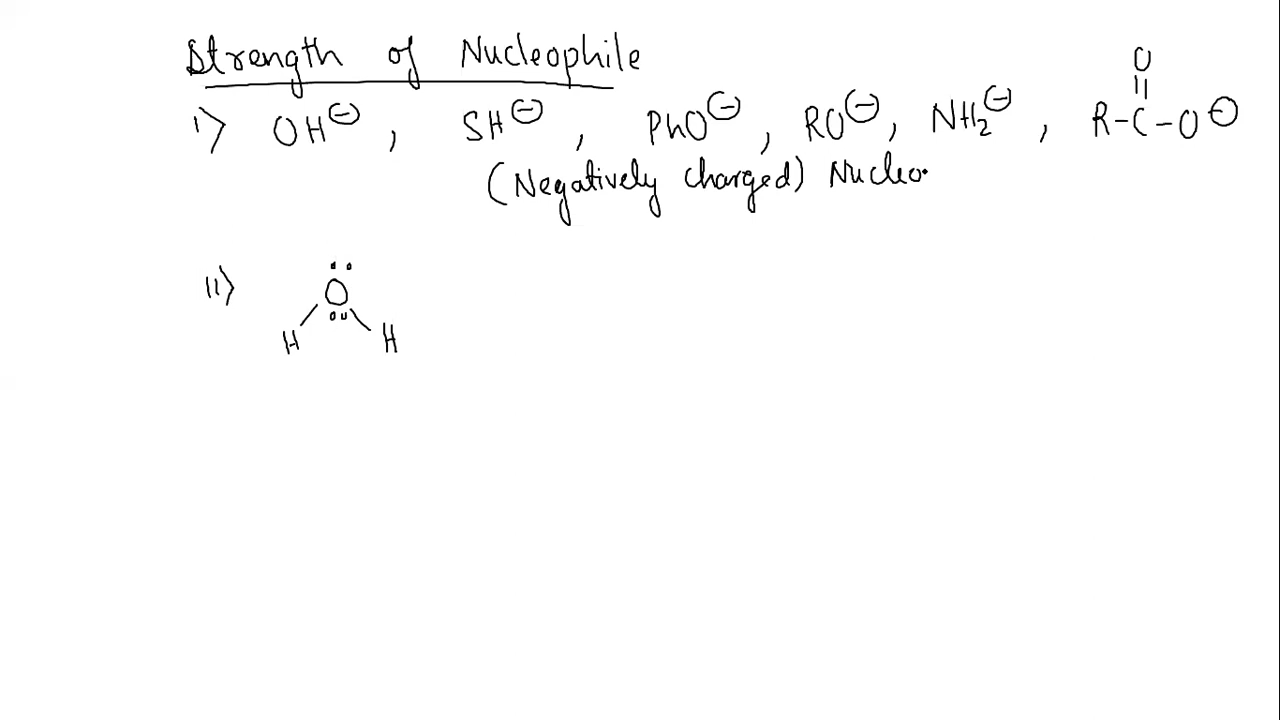 Strength of Nucleophile
i) OH⊖, SH⊖, PhO⊖, RO⊖, NH₂⊖, R-C(=O)-O⊖
(Negatively charged) Nucleo
ii) H-Ö-H